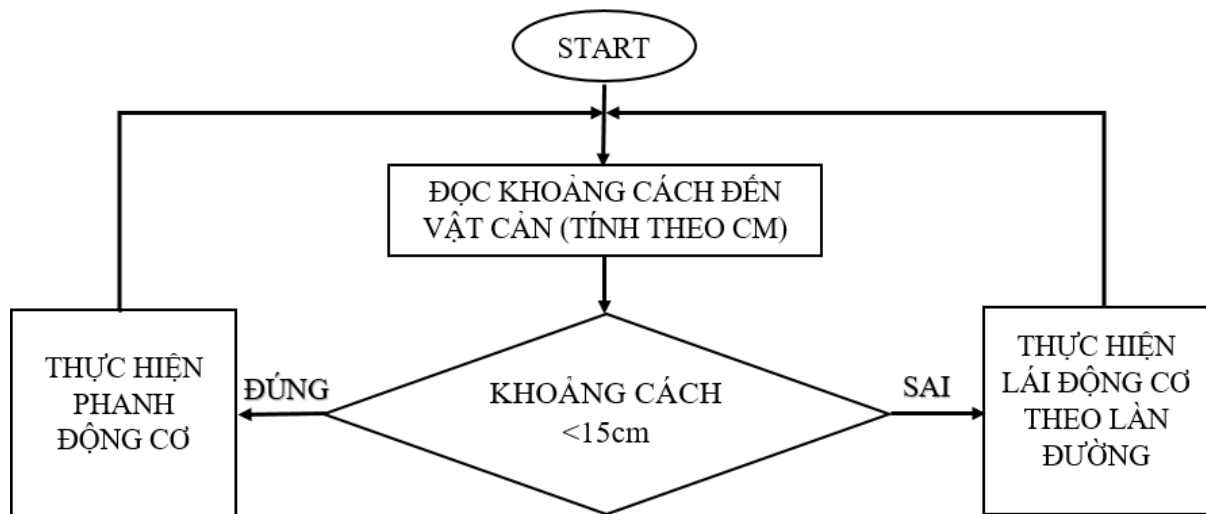 START
ĐỌC KHOẢNG CÁCH ĐẾN
VẬT CẢN (TÍNH THEO CM)
THỰC HIỆN
PHANH
ĐỘNG CƠ
ĐÚNG
KHOẢNG CÁCH
<15cm
SAI
THỰC HIỆN
LÁI ĐỘNG CƠ
THEO LÀN
ĐƯỜNG